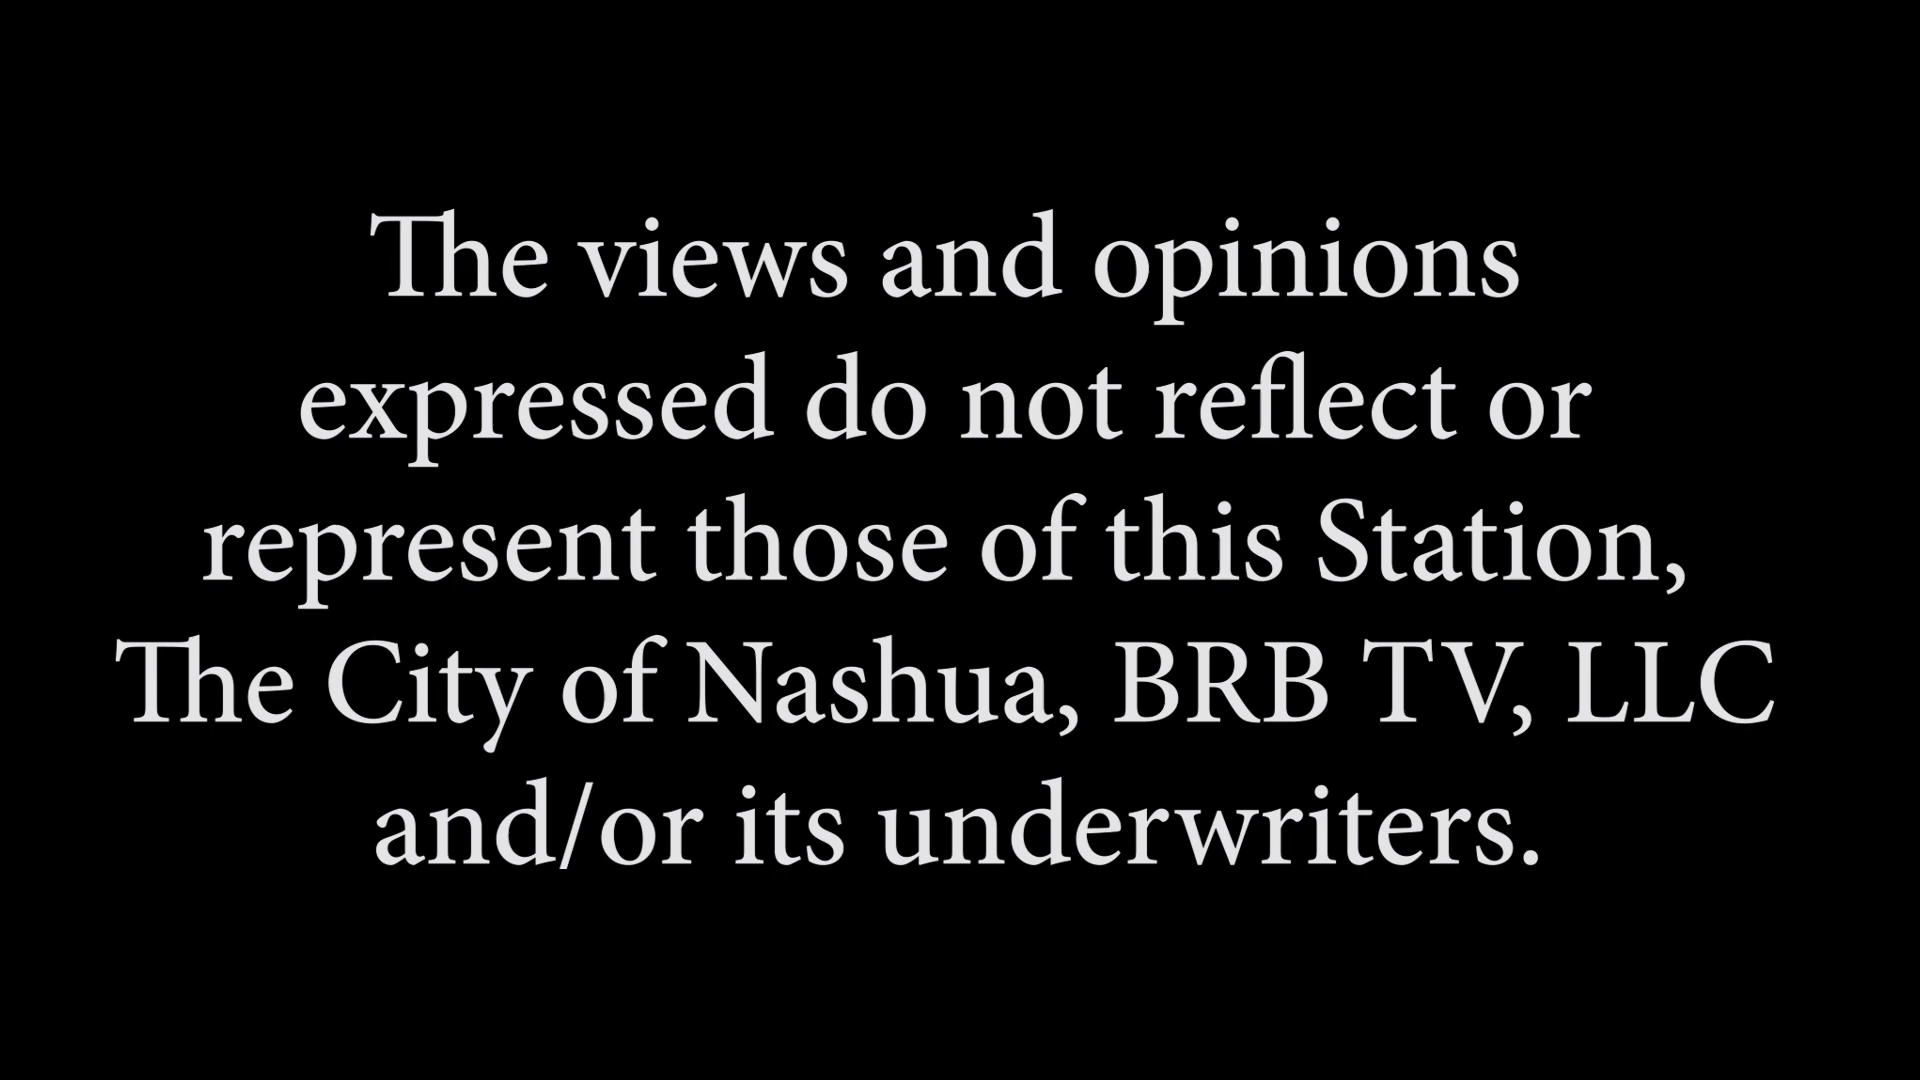 The views and opinions
expressed do not reflect or
represent those of this Station,
The City of Nashua, BRB TV, LLC
and/or its underwriters.